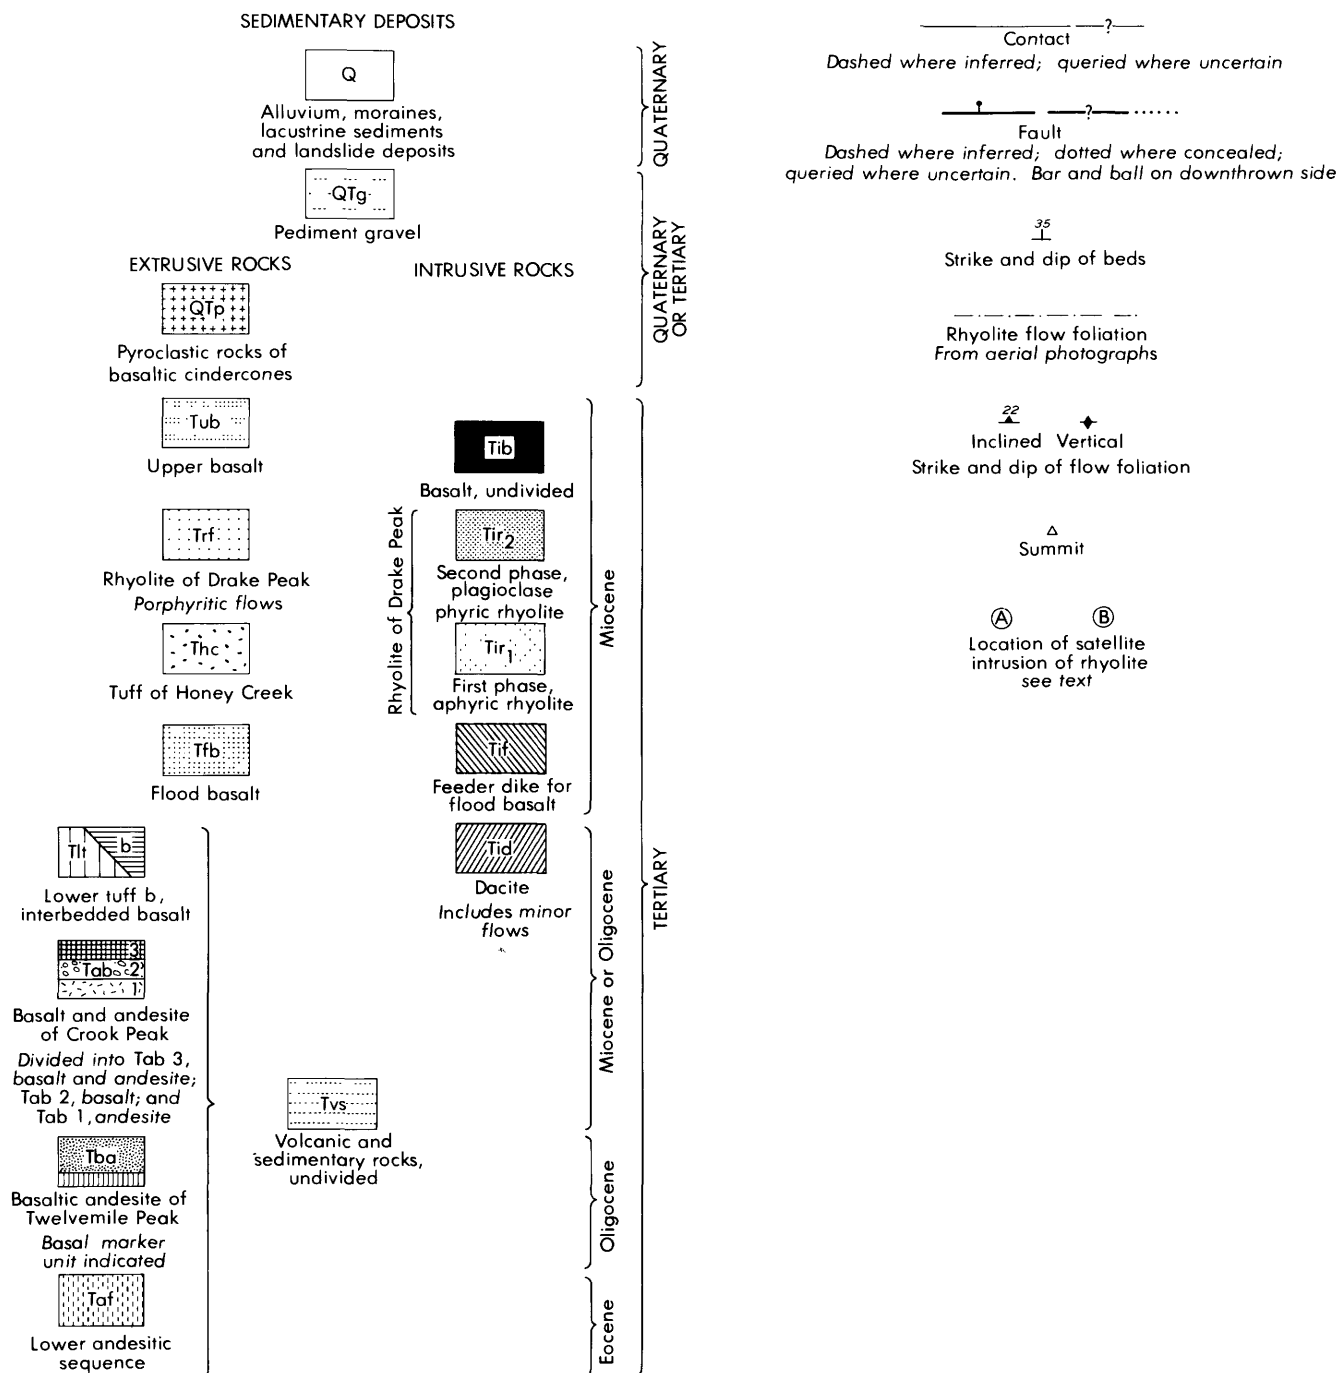 SEDIMENTARY DEPOSITS
Q
Alluvium, moraines,
lacustrine sediments
and landslide deposits
QUATERNARY
QTg
Pediment gravel
EXTRUSIVE ROCKS
INTRUSIVE ROCKS
QTp
Pyroclastic rocks of
basaltic cindercones
QUATERNARY
OR TERTIARY
Tub
Upper basalt
Tib
Basalt, undivided
Trf
Rhyolite of Drake Peak
Porphyritic flows
Rhyolite of Drake Peak
Tir2
Second phase,
plagioclase
phyric rhyolite
Thc
Tuff of Honey Creek
Tir1
First phase,
aphyric rhyolite
Miocene
Tfb
Flood basalt
Tif
Feeder dike for
flood basalt
Tlt
b
Lower tuff b,
interbedded basalt
Tid
Dacite
Includes minor
flows
TERTIARY
3
Tab 2
1
Basalt and andesite
of Crook Peak
Divided into Tab 3,
basalt and andesite;
Tab 2, basalt; and
Tab 1, andesite
Miocene or Oligocene
Tvs
Volcanic and
sedimentary rocks,
undivided
Tba
Basaltic andesite of
Twelvemile Peak
Basal marker
unit indicated
Oligocene
Taf
Lower andesitic
sequence
Eocene
?
Contact
Dashed where inferred; queried where uncertain
?
Fault
Dashed where inferred; dotted where concealed;
queried where uncertain. Bar and ball on downthrown side
35
Strike and dip of beds
Rhyolite flow foliation
From aerial photographs
22
Inclined Vertical
Strike and dip of flow foliation
Summit
A B
Location of satellite
intrusion of rhyolite
see text